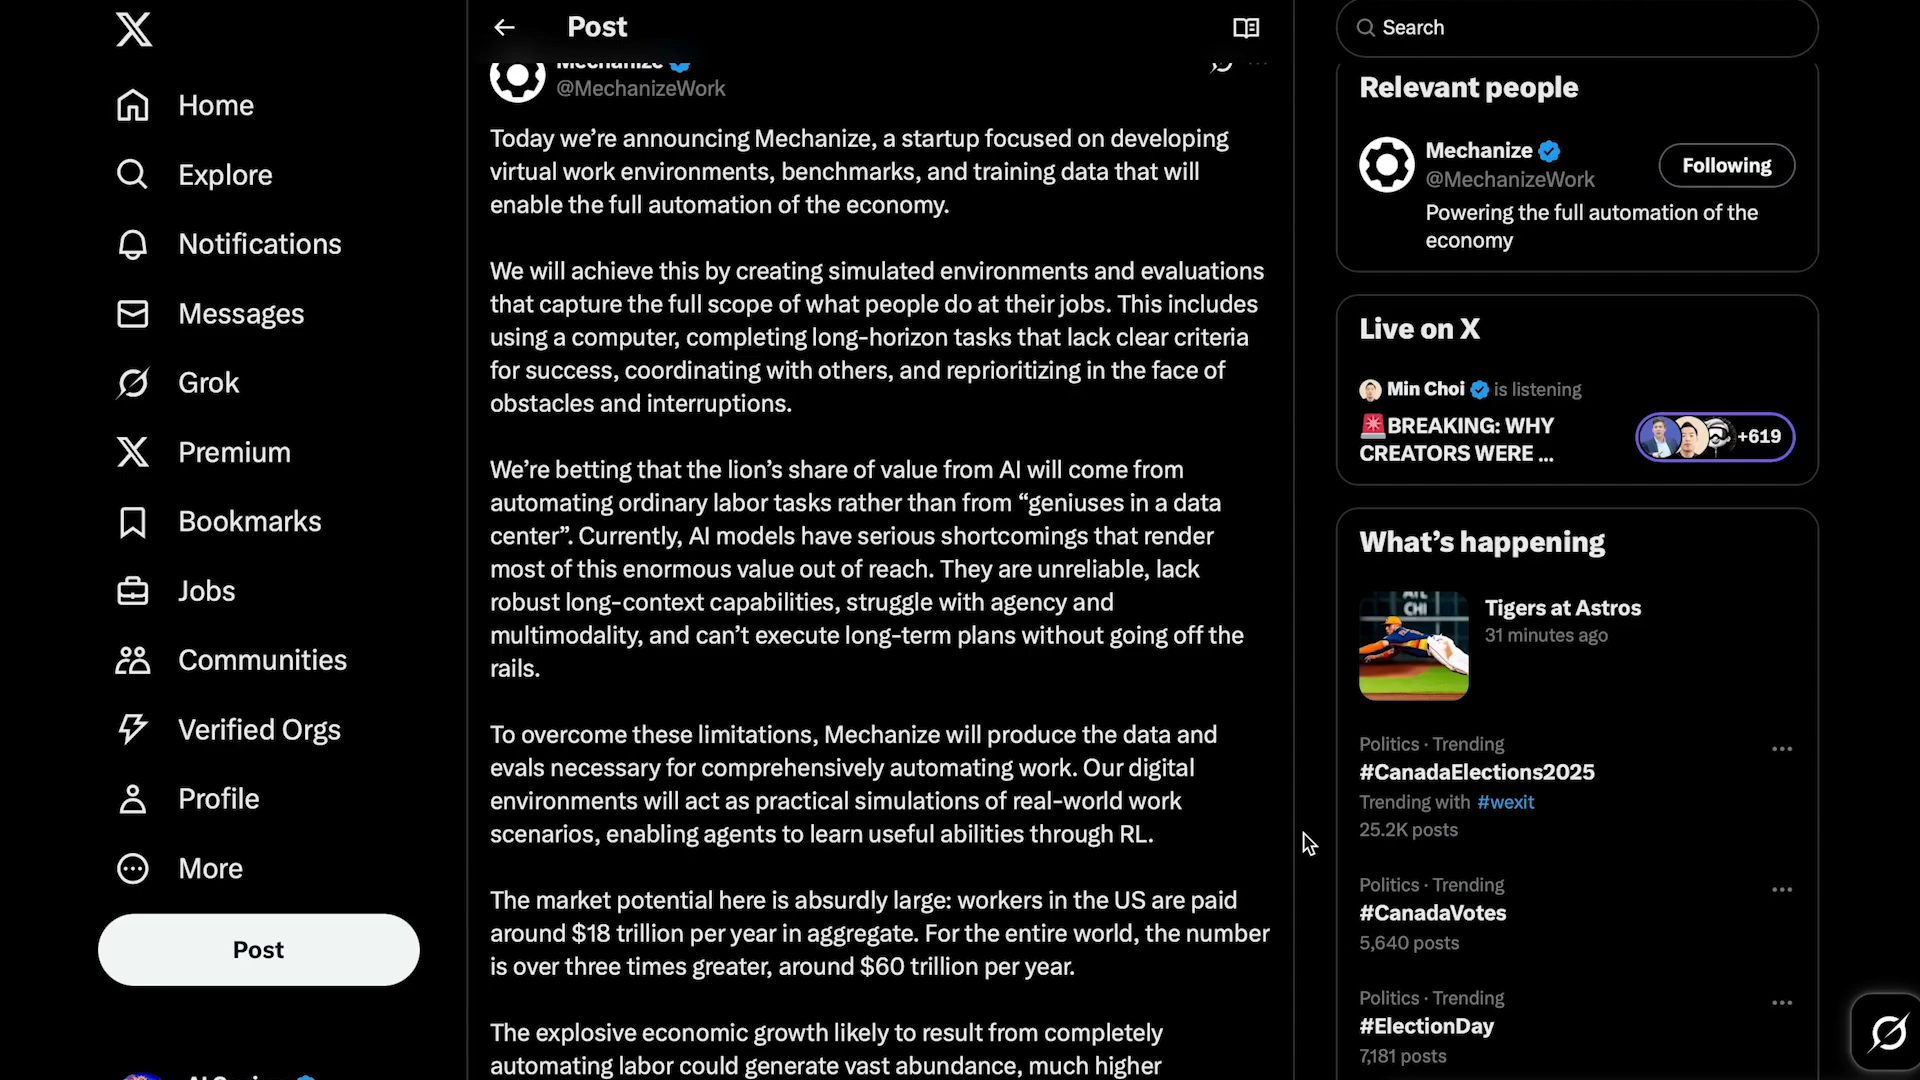 Home
Explore
Notifications
Messages
Grok
Premium
Bookmarks
Jobs
Communities
Verified Orgs
Profile
More
Post
Post
Mechanize
@MechanizeWork
Today we’re announcing Mechanize, a startup focused on developing
virtual work environments, benchmarks, and training data that will
enable the full automation of the economy.
We will achieve this by creating simulated environments and evaluations
that capture the full scope of what people do at their jobs. This includes
using a computer, completing long-horizon tasks that lack clear criteria
for success, coordinating with others, and reprioritizing in the face of
obstacles and interruptions.
We’re betting that the lion’s share of value from AI will come from
automating ordinary labor tasks rather than from “geniuses in a data
center”. Currently, AI models have serious shortcomings that render
most of this enormous value out of reach. They are unreliable, lack
robust long-context capabilities, struggle with agency and
multimodality, and can’t execute long-term plans without going off the
rails.
To overcome these limitations, Mechanize will produce the data and
evals necessary for comprehensively automating work. Our digital
environments will act as practical simulations of real-world work
scenarios, enabling agents to learn useful abilities through RL.
The market potential here is absurdly large: workers in the US are paid
around $18 trillion per year in aggregate. For the entire world, the number
is over three times greater, around $60 trillion per year.
The explosive economic growth likely to result from completely
automating labor could generate vast abundance, much higher
Search
Relevant people
Mechanize
@MechanizeWork
Following
Powering the full automation of the
economy
Live on X
Min Choi is listening
🚨BREAKING: WHY
CREATORS WERE ...
+619
What’s happening
CHI
Tigers at Astros
31 minutes ago
Politics · Trending
#CanadaElections2025
Trending with #wexit
25.2K posts
Politics · Trending
#CanadaVotes
5,640 posts
Politics · Trending
#ElectionDay
7,181 posts